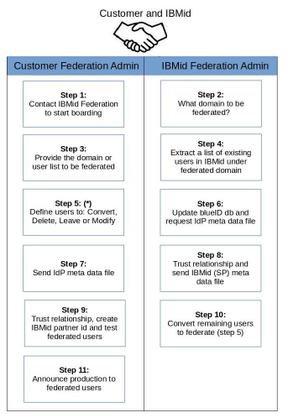 Customer and IBMid
Customer Federation Admin
IBMid Federation Admin
Step 1:
Contact IBMid Federation
to start boarding
Step 2:
What domain to be
federated?
Step 3:
Provide the domain or
user list to be federated
Step 4:
Extract a list of existing
users in IBMid under
federated domain
Step 5: (*)
Define users to: Convert,
Delete, Leave or Modify
Step 6:
Update blueID db and
request IdP meta data file
Step 7:
Send IdP meta data file
Step 8:
Trust relationship and
send IBMid (SP) meta
data file
Step 9:
Trust relationship, create
IBMid partner id and test
federated users
Step 10:
Convert remaining users
to federate (step 5)
Step 11:
Announce production to
federated users